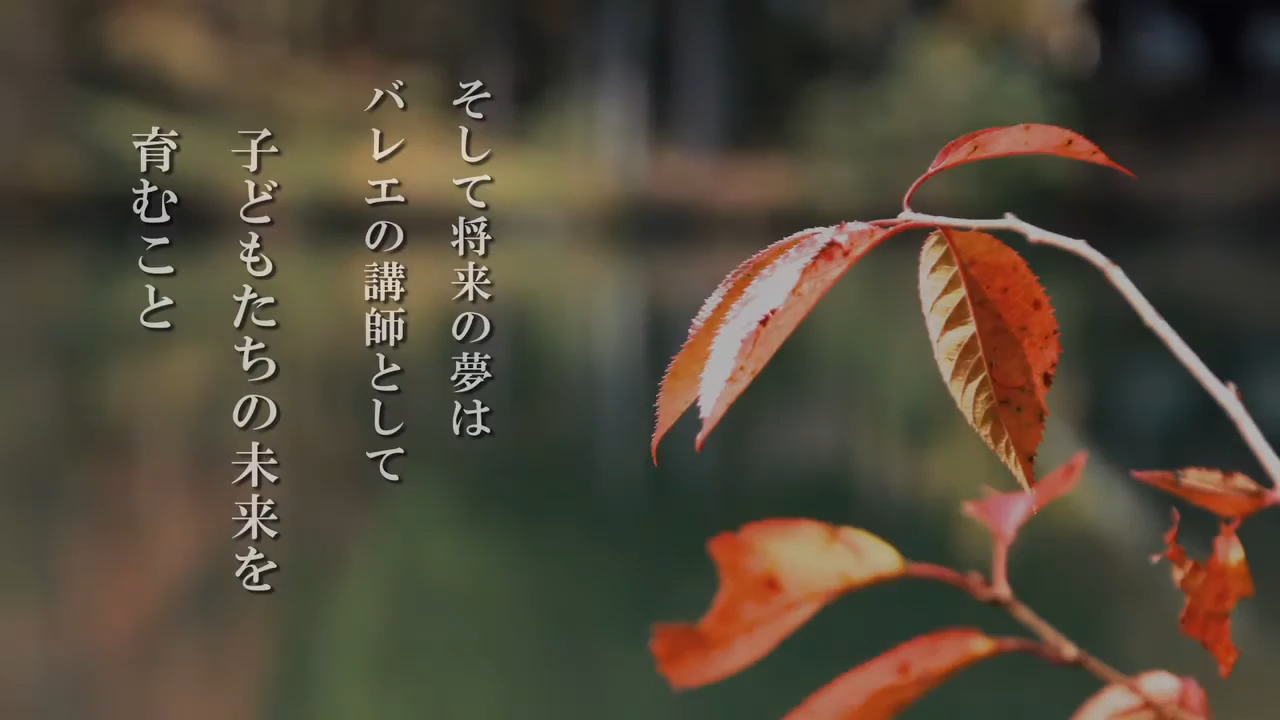 そして将来の夢は
バレエの講師として
子どもたちの未来を
育むこと